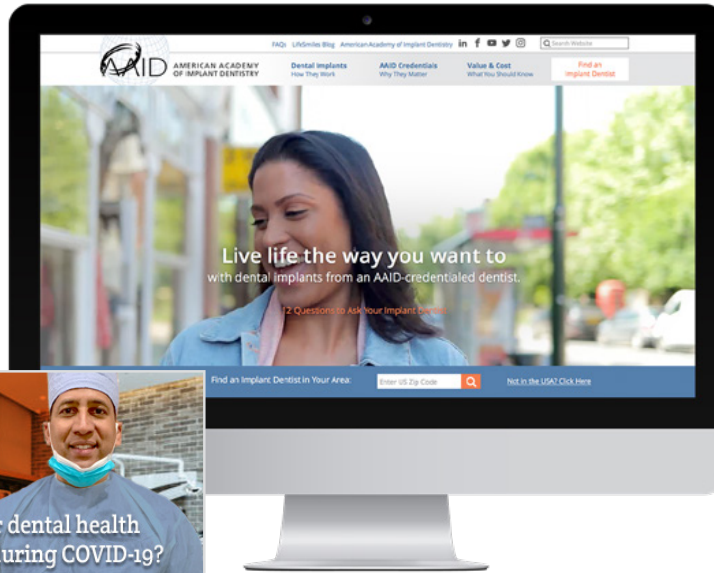 FAQs LifeSmiles Blog American Academy of Implant Dentistry in f
Search Website
AAID AMERICAN ACADEMY
OF IMPLANT DENTISTRY
Dental Implants
How They Work
AAID Credentials
Why They Matter
Value & Cost
What You Should Know
Find an
Implant Dentist
Live life the way you want to
with dental implants from an AAID-credentialed dentist.
12 Questions to Ask Your Implant Dentist
Find an Implant Dentist in Your Area:
Enter US Zip Code
Not in the USA? Click Here
dental health
uring COVID-19?